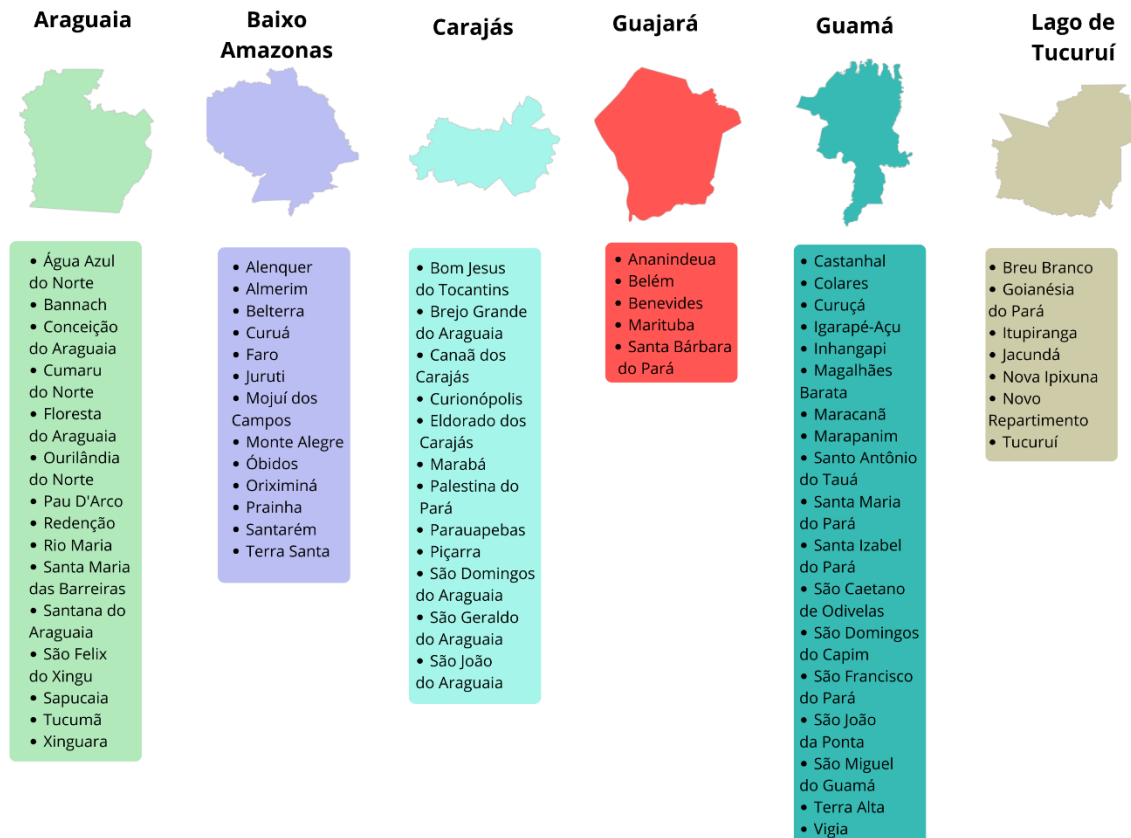 Araguaia
• Água Azul
do Norte
• Bannach
• Conceição
do Araguaia
• Cumaru
do Norte
• Floresta
do Araguaia
• Ourilândia
do Norte
• Pau D'Arco
• Redenção
• Rio Maria
• Santa Maria
das Barreiras
• Santana do
Araguaia
• São Felix
do Xingu
• Sapucaia
• Tucumã
• Xinguara
Baixo
Amazonas
• Alenquer
• Almerim
• Belterra
• Curuá
• Faro
• Juruti
• Mojuí dos
Campos
• Monte Alegre
• Óbidos
• Oriximiná
• Prainha
• Santarém
• Terra Santa
Carajás
• Bom Jesus
do Tocantins
• Brejo Grande
do Araguaia
• Canaã dos
Carajás
• Curionópolis
• Eldorado dos
Carajás
• Marabá
• Palestina do
Pará
• Parauapebas
• Piçarra
• São Domingos
do Araguaia
• São Geraldo
do Araguaia
• São João
do Araguaia
Guajará
• Ananindeua
• Belém
• Benevides
• Marituba
• Santa Bárbara
do Pará
Guamá
• Castanhal
• Colares
• Curuçá
• Igarapé-Açu
• Inhangapi
• Magalhães
Barata
• Maracanã
• Marapanim
• Santo Antônio
do Tauá
• Santa Maria
do Pará
• Santa Izabel
do Pará
• São Caetano
de Odivelas
• São Domingos
do Capim
• São Francisco
do Pará
• São João
da Ponta
• São Miguel
do Guamá
• Terra Alta
• Vigia
Lago de
Tucuruí
• Breu Branco
• Goianésia
do Pará
• Itupiranga
• Jacundá
• Nova Ipixuna
• Novo
Repartimento
• Tucuruí